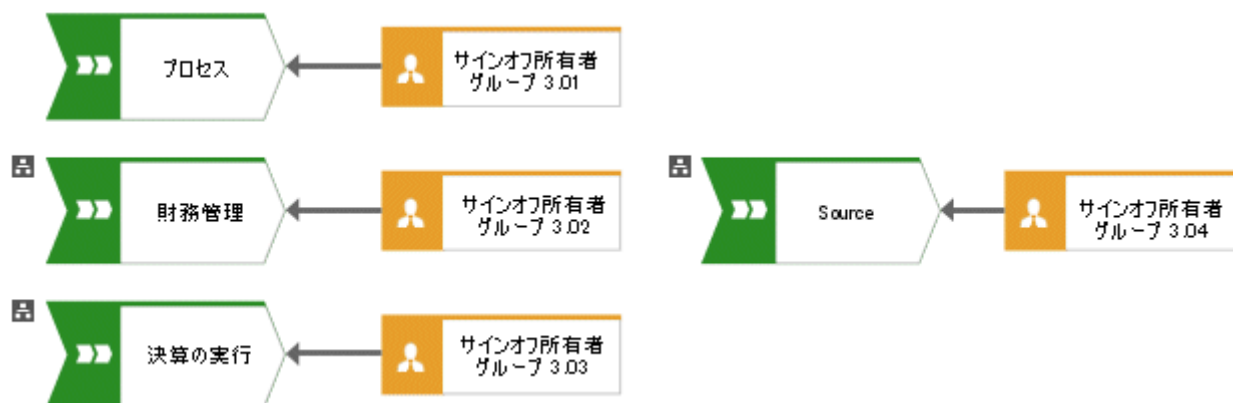 プロセス
サインオフ所有者
グループ 3.01
財務管理
サインオフ所有者
グループ 3.02
Source
サインオフ所有者
グループ 3.04
決算の実行
サインオフ所有者
グループ 3.03